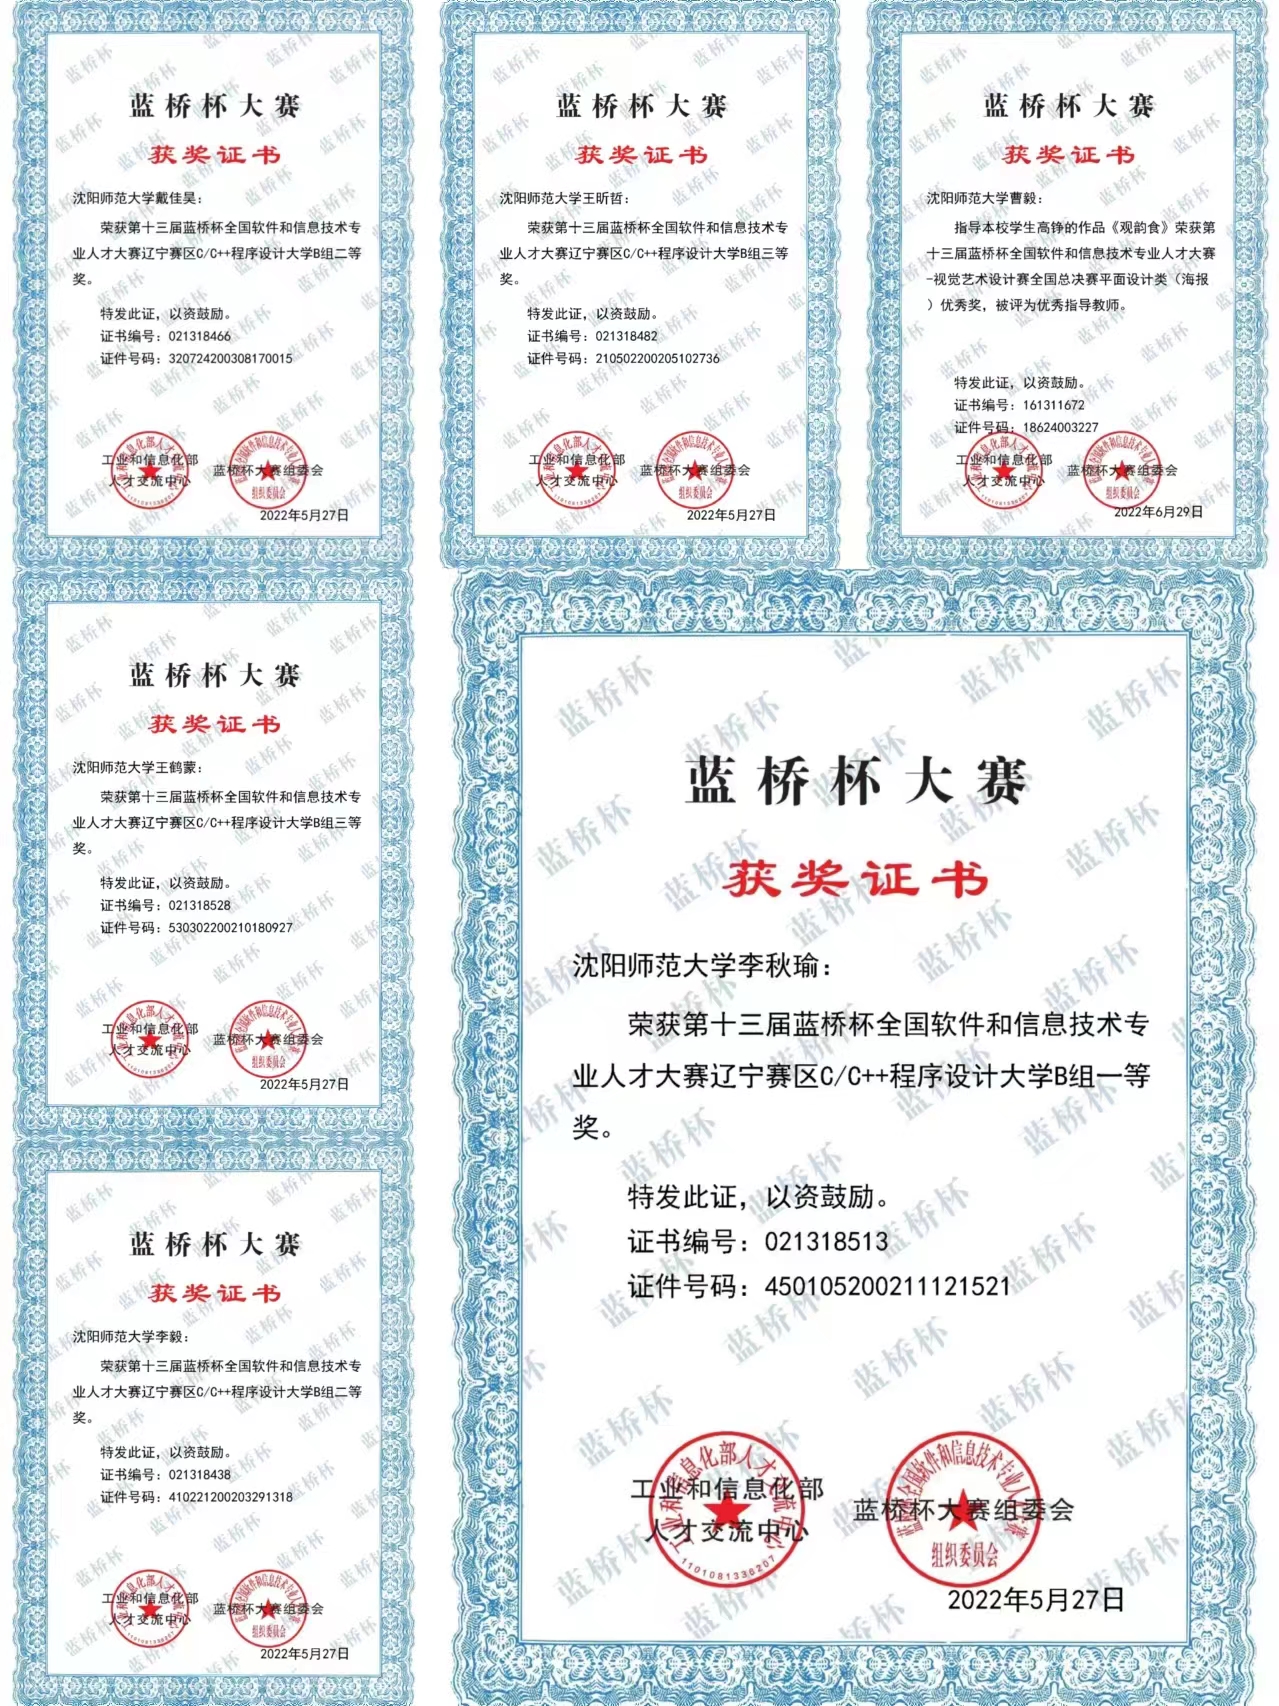 蓝桥杯大赛
获奖证书
沈阳师范大学戴佳昊：
荣获第十三届蓝桥杯全国软件和信息技术专
业人才大赛辽宁赛区C/C++程序设计大学B组二等
奖。
特发此证，以资鼓励。
证书编号：021318466
证件号码：320724200308170015
工业和信息化部
人才交流中心
蓝桥杯大赛组委会
2022年5月27日
蓝桥杯大赛
获奖证书
沈阳师范大学王昕哲：
荣获第十三届蓝桥杯全国软件和信息技术专
业人才大赛辽宁赛区C/C++程序设计大学B组三等
奖。
特发此证，以资鼓励。
证书编号：021318482
证件号码：210502200205102736
工业和信息化部
人才交流中心
蓝桥杯大赛组委会
2022年5月27日
蓝桥杯大赛
获奖证书
沈阳师范大学曹毅：
指导本校学生高铮的作品《观韵食》荣获第
十三届蓝桥杯全国软件和信息技术专业人才大赛
-视觉艺术设计赛全国总决赛平面设计类（海报
）优秀奖，被评为优秀指导教师。
特发此证，以资鼓励。
证书编号：161311672
证件号码：18624003227
工业和信息化部
人才交流中心
蓝桥杯大赛组委会
2022年6月29日
蓝桥杯大赛
获奖证书
沈阳师范大学王鹤蒙：
荣获第十三届蓝桥杯全国软件和信息技术专
业人才大赛辽宁赛区C/C++程序设计大学B组三等
奖。
特发此证，以资鼓励。
证书编号：021318528
证件号码：530302200210180927
工业和信息化部
人才交流中心
蓝桥杯大赛组委会
2022年5月27日
蓝桥杯大赛
获奖证书
沈阳师范大学李毅：
荣获第十三届蓝桥杯全国软件和信息技术专
业人才大赛辽宁赛区C/C++程序设计大学B组二等
奖。
特发此证，以资鼓励。
证书编号：021318438
证件号码：410221200203291318
工业和信息化部
人才交流中心
蓝桥杯大赛组委会
2022年5月27日
蓝桥杯大赛
获奖证书
沈阳师范大学李秋瑜：
荣获第十三届蓝桥杯全国软件和信息技术专
业人才大赛辽宁赛区C/C++程序设计大学B组一等
奖。
特发此证，以资鼓励。
证书编号：021318513
证件号码：450105200211121521
工业和信息化部
人才交流中心
工业和信息化部人才交流中心
1101081336207
蓝桥杯大赛组委会
组织委员会
2022年5月27日